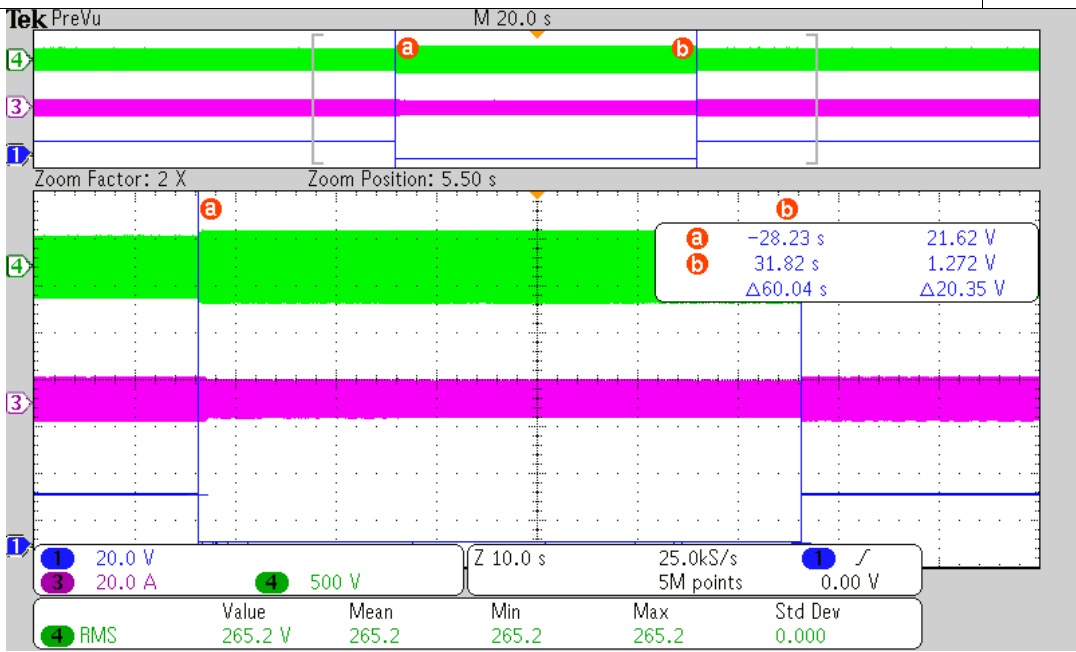 Tek PreVu M 20.0 s
a b
4
3
1
Zoom Factor: 2 X Zoom Position: 5.50 s
a b
a -28.23 s 21.62 V
b 31.82 s 1.272 V
Δ60.04 s Δ20.35 V
4
3
1
1 20.0 V Z 10.0 s 25.0kS/s 1 0.00 V
3 20.0 A 4 500 V 5M points
Value Mean Min Max Std Dev
4 RMS 265.2 V 265.2 265.2 265.2 0.000